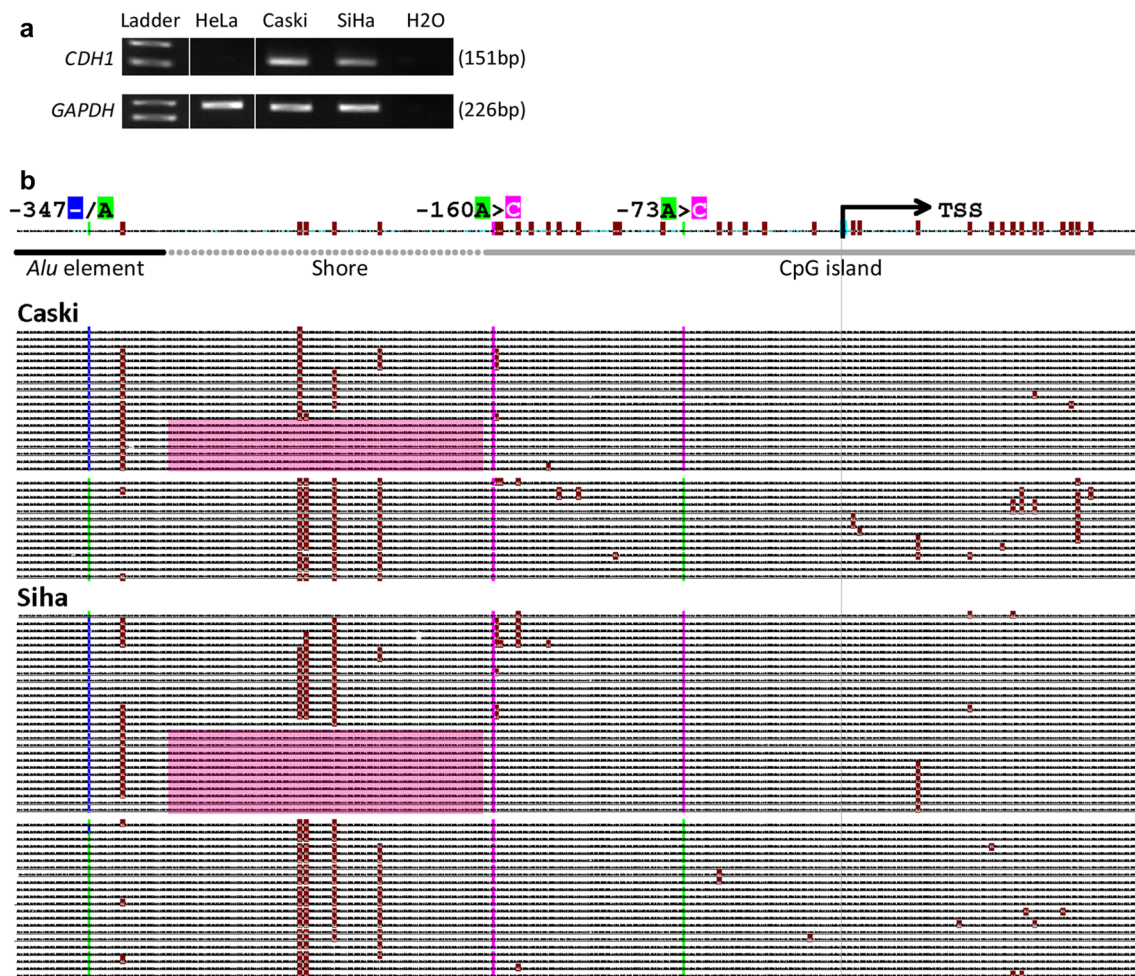 a
Ladder HeLa Caski SiHa H2O
CDH1 (151bp)
GAPDH (226bp)
b
-347-/A -160A>C -73A>C TSS
Alu element Shore CpG island
Caski
Siha